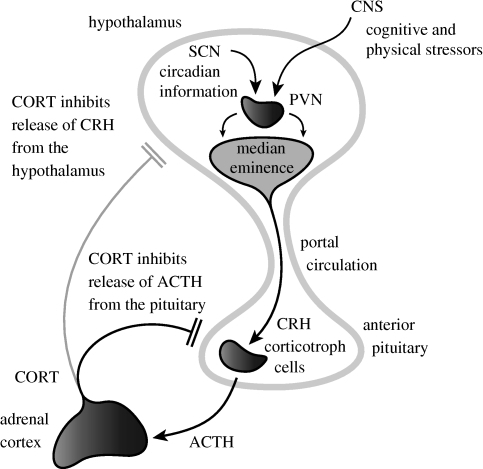 CNS
hypothalamus
cognitive and
physical stressors
SCN
circadian
information
PVN
CORT inhibits
release of CRH
from the
hypothalamus
median
eminence
portal
circulation
CORT inhibits
release of ACTH
from the pituitary
CRH
corticotroph
cells
anterior
pituitary
CORT
adrenal
cortex
ACTH